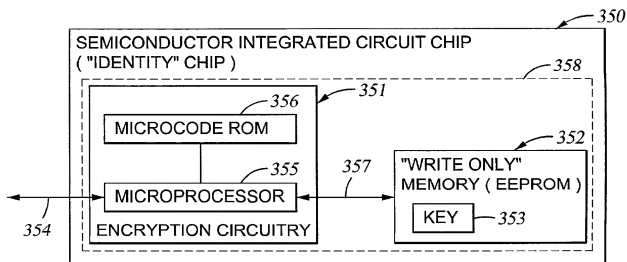 350
SEMICONDUCTOR INTEGRATED CIRCUIT CHIP
( "IDENTITY" CHIP )
358
351
356
MICROCODE ROM
352
"WRITE ONLY"
MEMORY ( EEPROM )
355
357
MICROPROCESSOR
KEY
353
354
ENCRYPTION CIRCUITRY